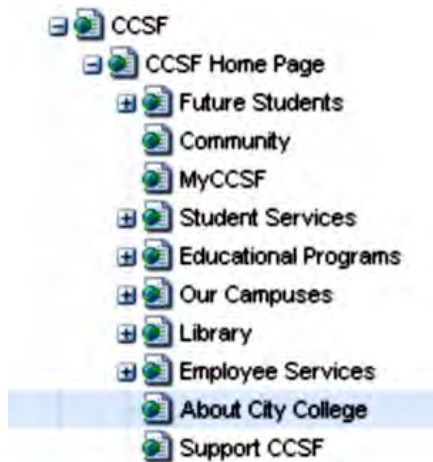 CCSF
CCSF Home Page
Future Students
Community
MyCCSF
Student Services
Educational Programs
Our Campuses
Library
Employee Services
About City College
Support CCSF